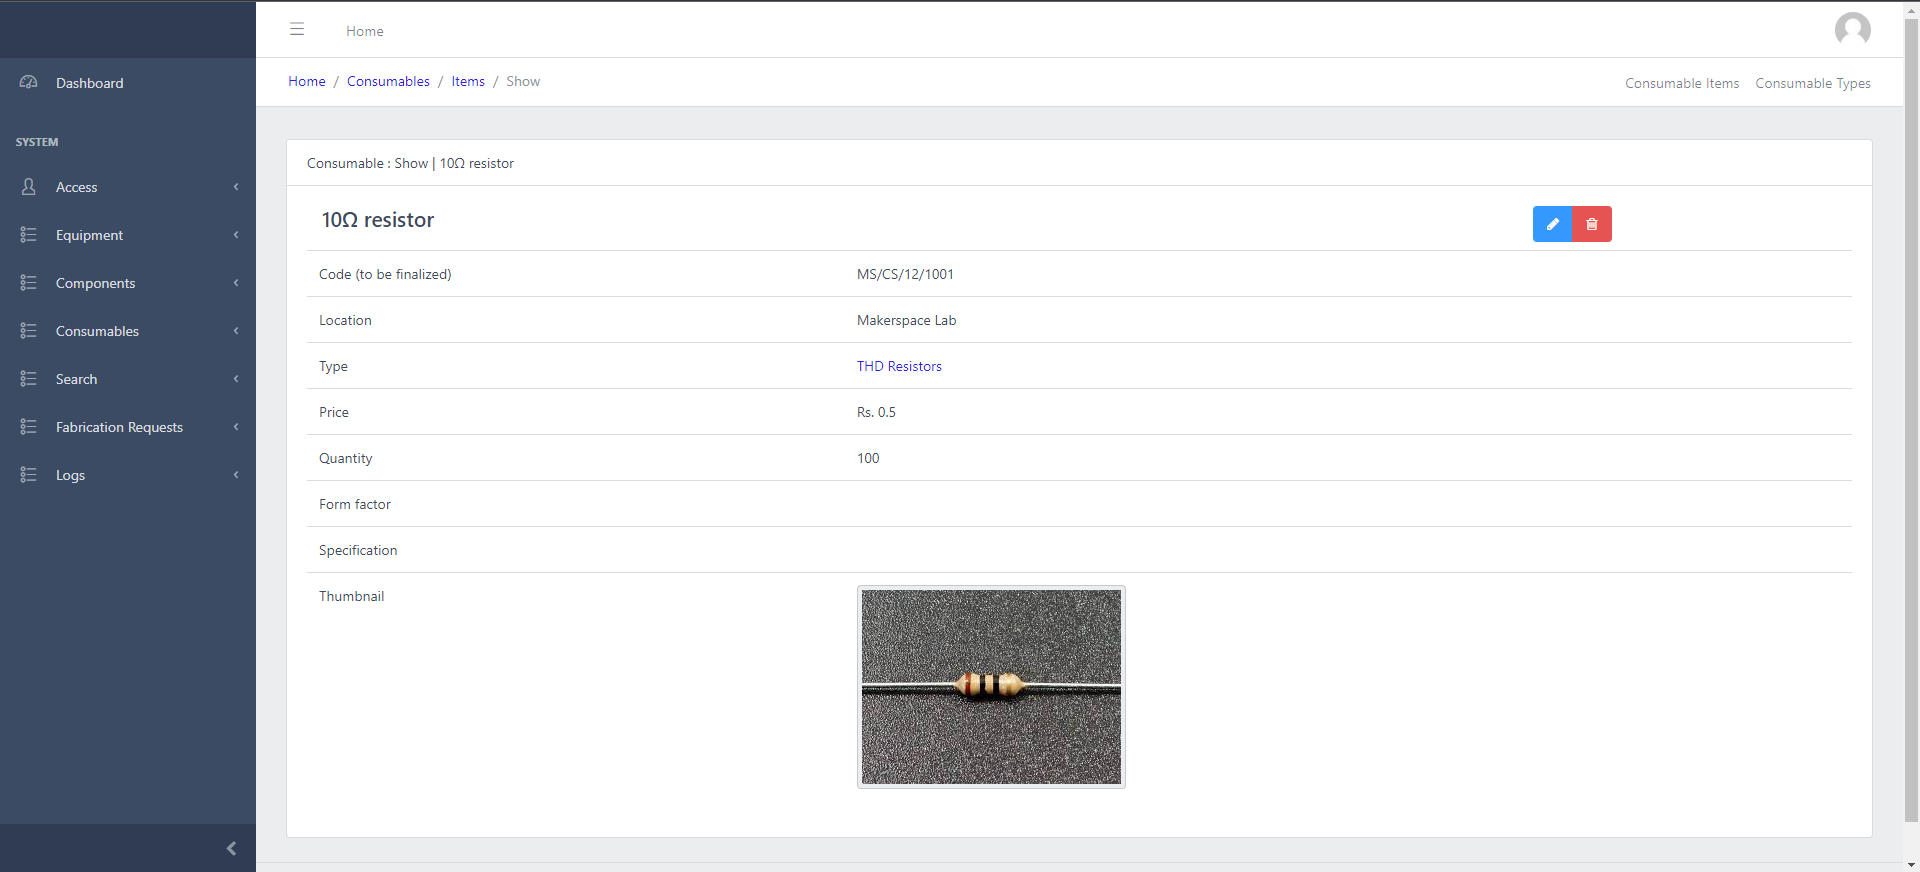 Home
Dashboard
Home / Consumables / Items / Show
Consumable Items Consumable Types
SYSTEM
Access
Equipment
Components
Consumables
Search
Fabrication Requests
Logs
Consumable : Show | 10Ω resistor
10Ω resistor
Code (to be finalized) MS/CS/12/1001
Location Makerspace Lab
Type THD Resistors
Price Rs. 0.5
Quantity 100
Form factor
Specification
Thumbnail